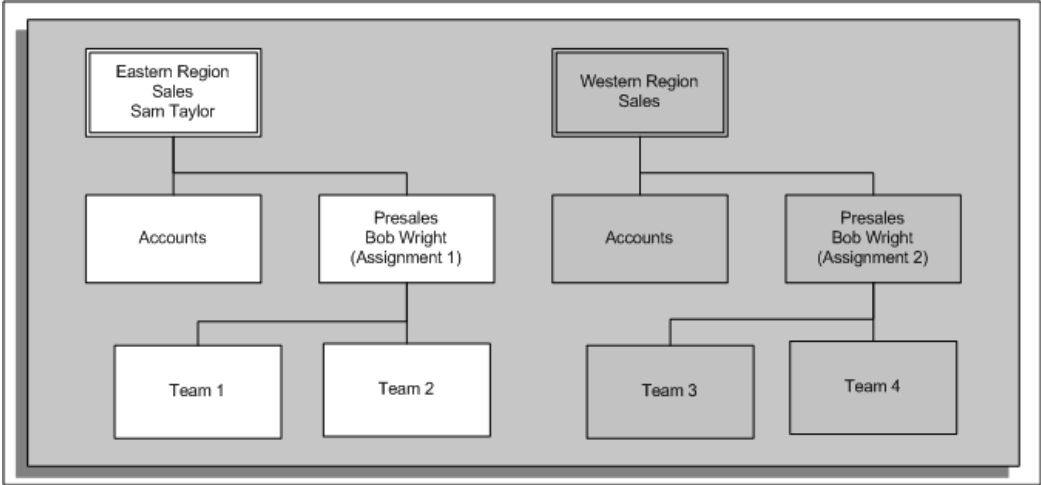 Eastern Region
Sales
Sam Taylor
Western Region
Sales
Accounts
Presales
Bob Wright
(Assignment 1)
Accounts
Presales
Bob Wright
(Assignment 2)
Team 1
Team 2
Team 3
Team 4